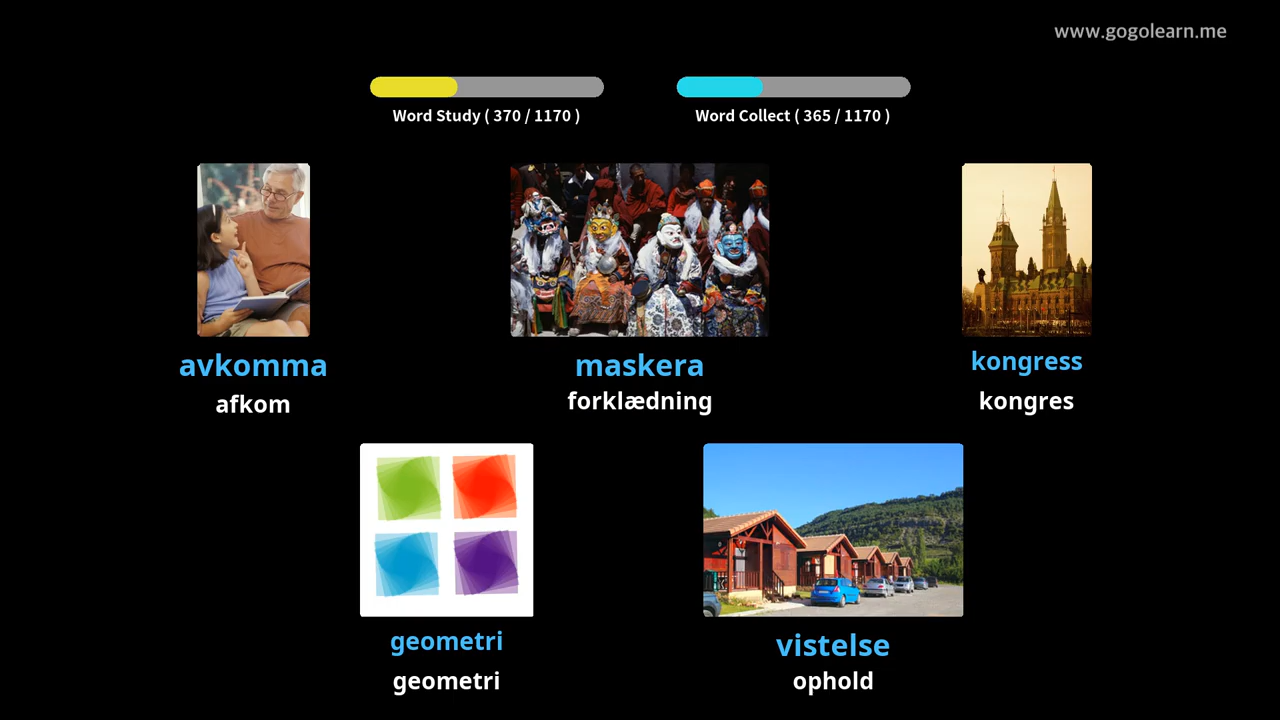 www.gogolearn.me
Word Study ( 370 / 1170 )
Word Collect ( 365 / 1170 )
avkomma
afkom
maskera
forklædning
kongress
kongres
geometri
geometri
vistelse
ophold